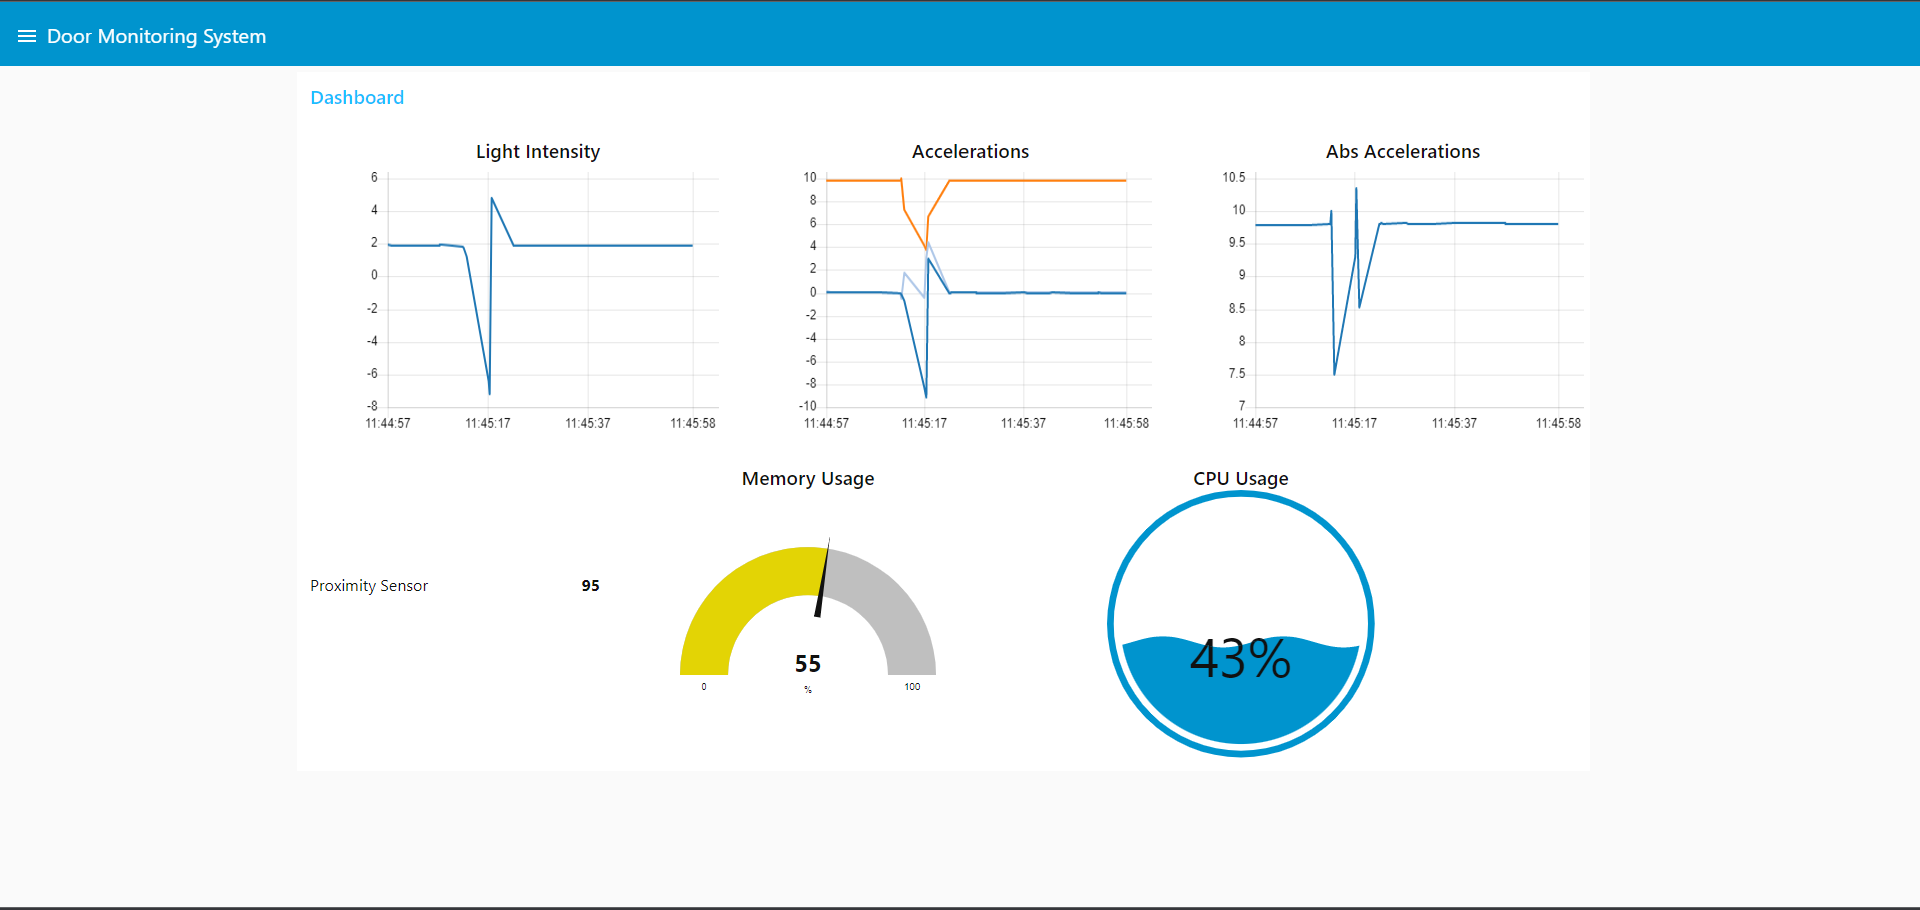 Door Monitoring System
Dashboard
Light Intensity
6
4
2
0
-2
-4
-6
-8
11:44:57 11:45:17 11:45:37 11:45:58
Accelerations
10
8
6
4
2
0
-2
-4
-6
-8
-10
11:44:57 11:45:17 11:45:37 11:45:58
Abs Accelerations
10.5
10
9.5
9
8.5
8
7.5
7
11:44:57 11:45:17 11:45:37 11:45:58
Proximity Sensor 95
Memory Usage
55
0 % 100
CPU Usage
43%